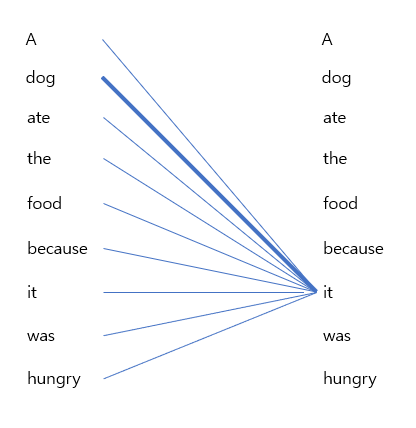 A A
dog dog
ate ate
the the
food food
because because
it it
was was
hungry hungry